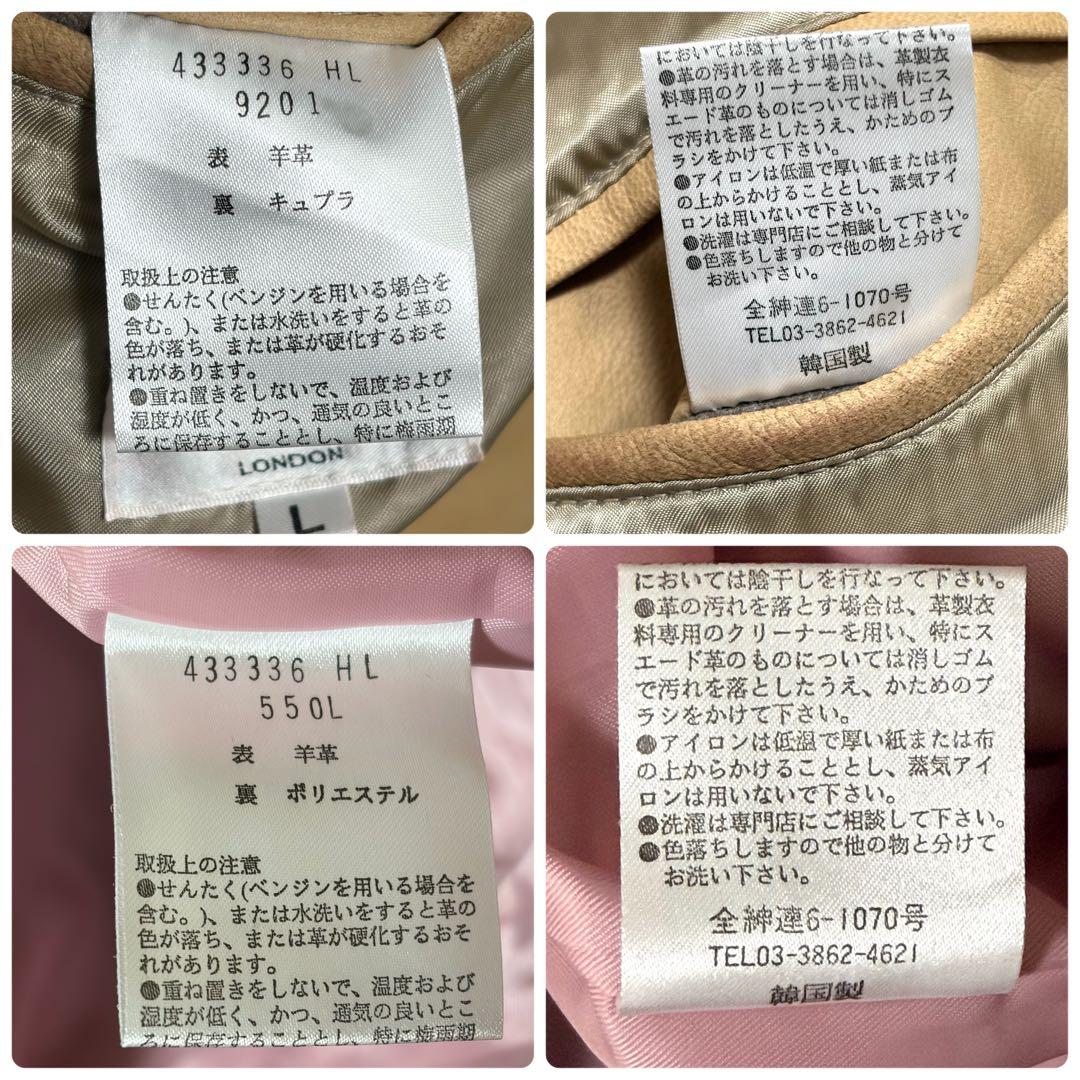 433336 HL
9201
表 羊革
裏 キュプラ
取扱上の注意
●せんたく(ベンジンを用いる場合を
含む。)、または水洗いをすると革の
色が落ち、または革が硬化するおそ
れがあります。
●重ね置きをしないで、温度および
湿度が低く、かつ、通気の良いとこ
ろに保存することとし、特に梅雨期
LONDON
L
においては陰干しを行なって下さい。
●革の汚れを落とす場合は、革製衣
料専用のクリーナーを用い、特にス
エード革のものについては消しゴム
で汚れを落としたうえ、かためのブ
ラシをかけて下さい。
●アイロンは低温で厚い紙または布
の上からかけることとし、蒸気アイ
ロンは用いないで下さい。
●洗濯は専門店にご相談して下さい。
●色落ちしますので他の物と分けて
お洗い下さい。
全紳連6-1070号
TEL03-3862-4621
韓国製
433336 HL
550L
表 羊革
裏 ポリエステル
取扱上の注意
●せんたく(ベンジンを用いる場合を
含む。)、または水洗いをすると革の
色が落ち、または革が硬化するおそ
れがあります。
●重ね置きをしないで、温度および
湿度が低く、かつ、通気の良いとこ
ろに保存することとし、特に梅雨期
においては陰干しを行なって下さい。
●革の汚れを落とす場合は、革製衣
料専用のクリーナーを用い、特にス
エード革のものについては消しゴム
で汚れを落としたうえ、かためのブ
ラシをかけて下さい。
●アイロンは低温で厚い紙または布
の上からかけることとし、蒸気アイ
ロンは用いないで下さい。
●洗濯は専門店にご相談して下さい。
●色落ちしますので他の物と分けて
お洗い下さい。
全紳連6-1070号
TEL03-3862-4621
韓国製